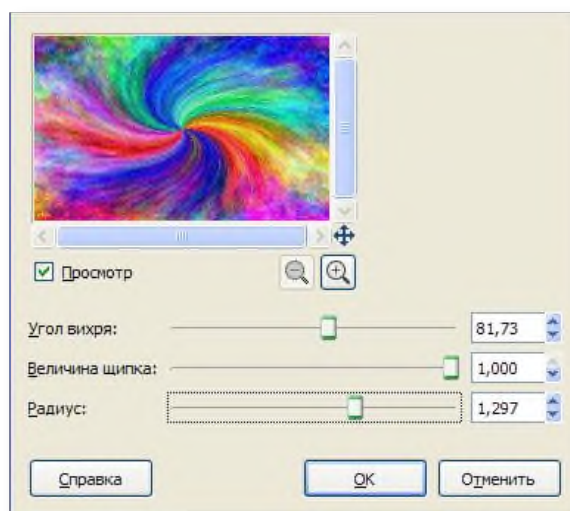 Просмотр
Угол вихря: 81,73
Величина щипка: 1,000
Радиус: 1,297
Справка OK Отменить